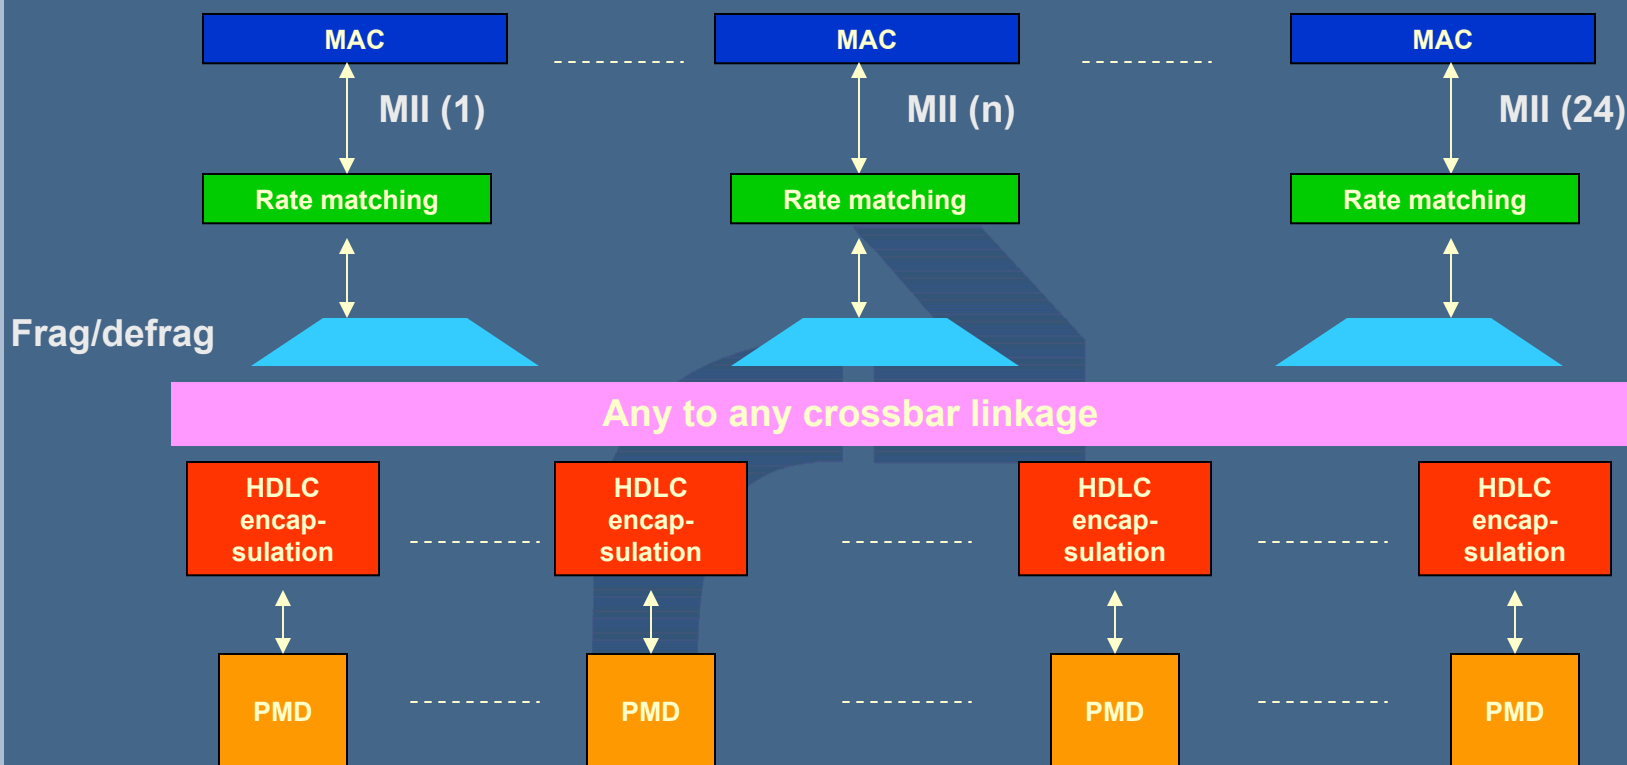 MAC
MAC
MAC
MII (1)
MII (n)
MII (24)
Rate matching
Rate matching
Rate matching
Frag/defrag
Any to any crossbar linkage
HDLC
encap-
sulation
HDLC
encap-
sulation
HDLC
encap-
sulation
HDLC
encap-
sulation
PMD
PMD
PMD
PMD